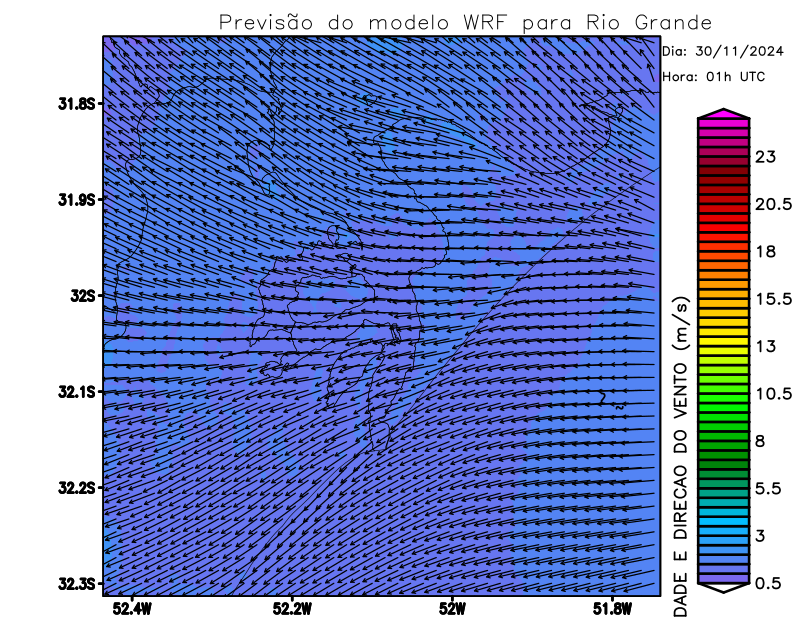 Previsão do modelo WRF para Rio Grande
Dia: 30/11/2024
Hora: 01h UTC
31.8S
31.9S
32S
32.1S
32.2S
32.3S
52.4W
52.2W
52W
51.8W
DADE E DIRECAO DO VENTO (m/s)
23
20.5
18
15.5
13
10.5
8
5.5
3
0.5